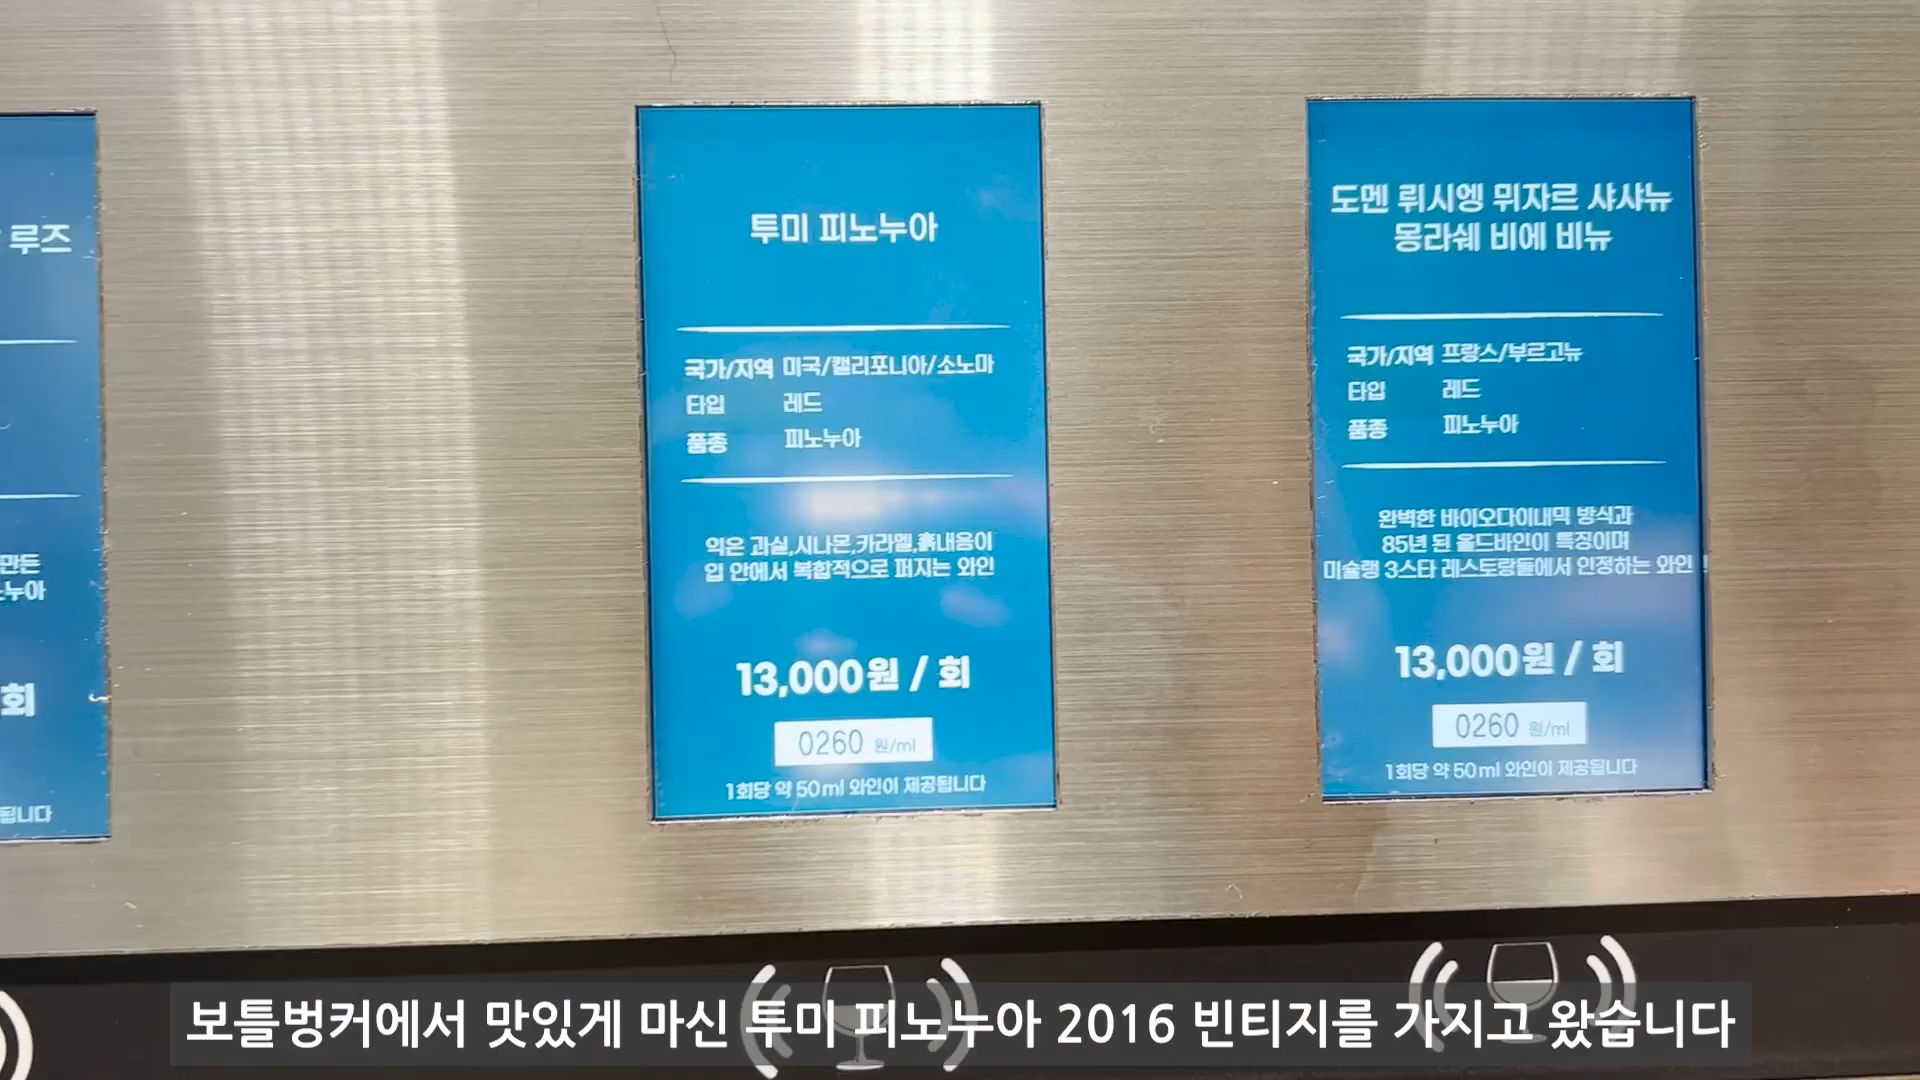 루즈
만든
누아
회
됩니다
투미 피노누아
국가/지역 미국/캘리포니아/소노마
타입 레드
품종 피노누아
익은 과실,시나몬,카라멜,흙내음이
입 안에서 복합적으로 퍼지는 와인
13,000원 / 회
0260 원/ml
1회당 약 50ml 와인이 제공됩니다
도멘 뤼시엥 뮈자르 샤샤뉴
몽라쉐 비에 비뉴
국가/지역 프랑스/부르고뉴
타입 레드
품종 피노누아
완벽한 바이오다이내믹 방식과
85년 된 올드바인이 특징이며
미슐랭 3스타 레스토랑들에서 인정하는 와인 !
13,000원 / 회
0260 원/ml
1회당 약 50ml 와인이 제공됩니다
보틀벙커에서 맛있게 마신 투미 피노누아 2016 빈티지를 가지고 왔습니다